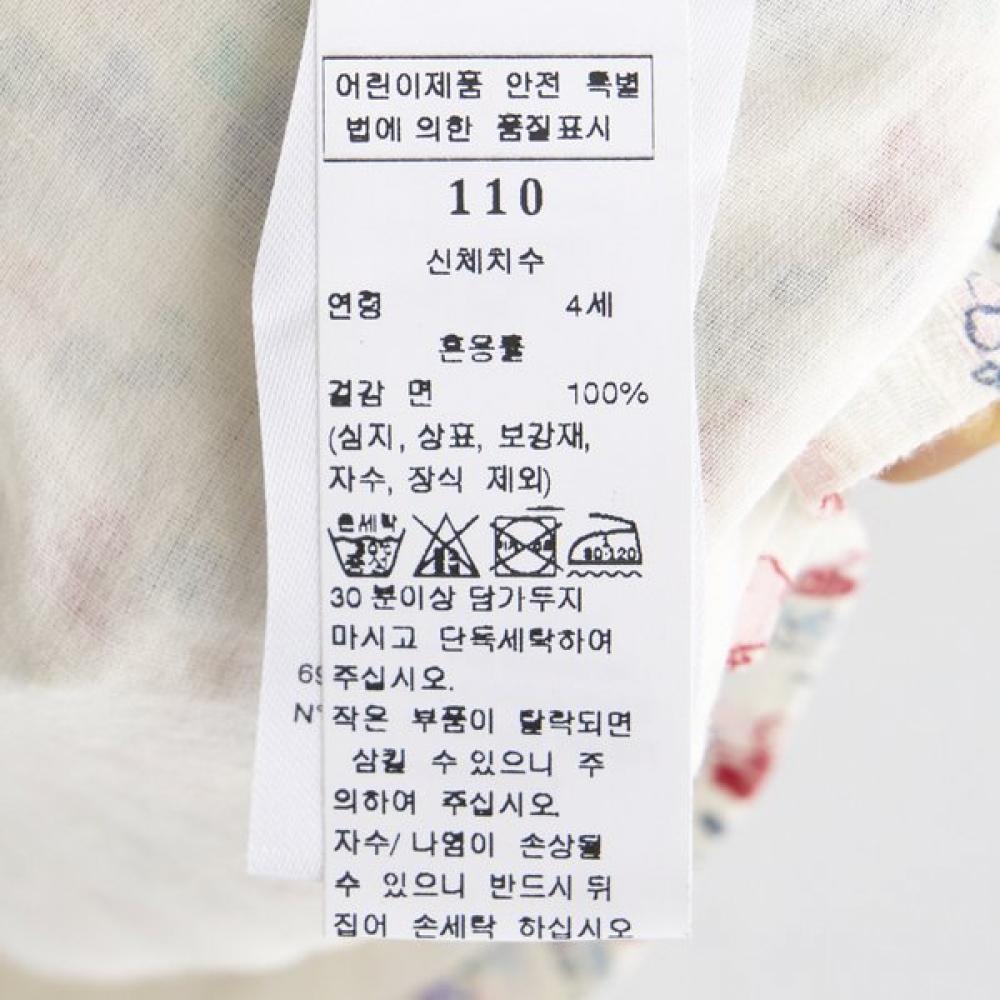 어린이제품 안전 특별
법에 의한 품질표시
110
신체치수
연령 4세
혼용률
겉감 면 100%
(심지, 상표, 보강재,
자수, 장식 제외)
손세탁
30℃
중성
80-120
30 분이상 담가두지
마시고 단독세탁하여
주십시오.
작은 부품이 탈락되면
삼킬 수 있으니 주
의하여 주십시오.
자수/ 나염이 손상될
수 있으니 반드시 뒤
집어 손세탁 하십시오
69
N°